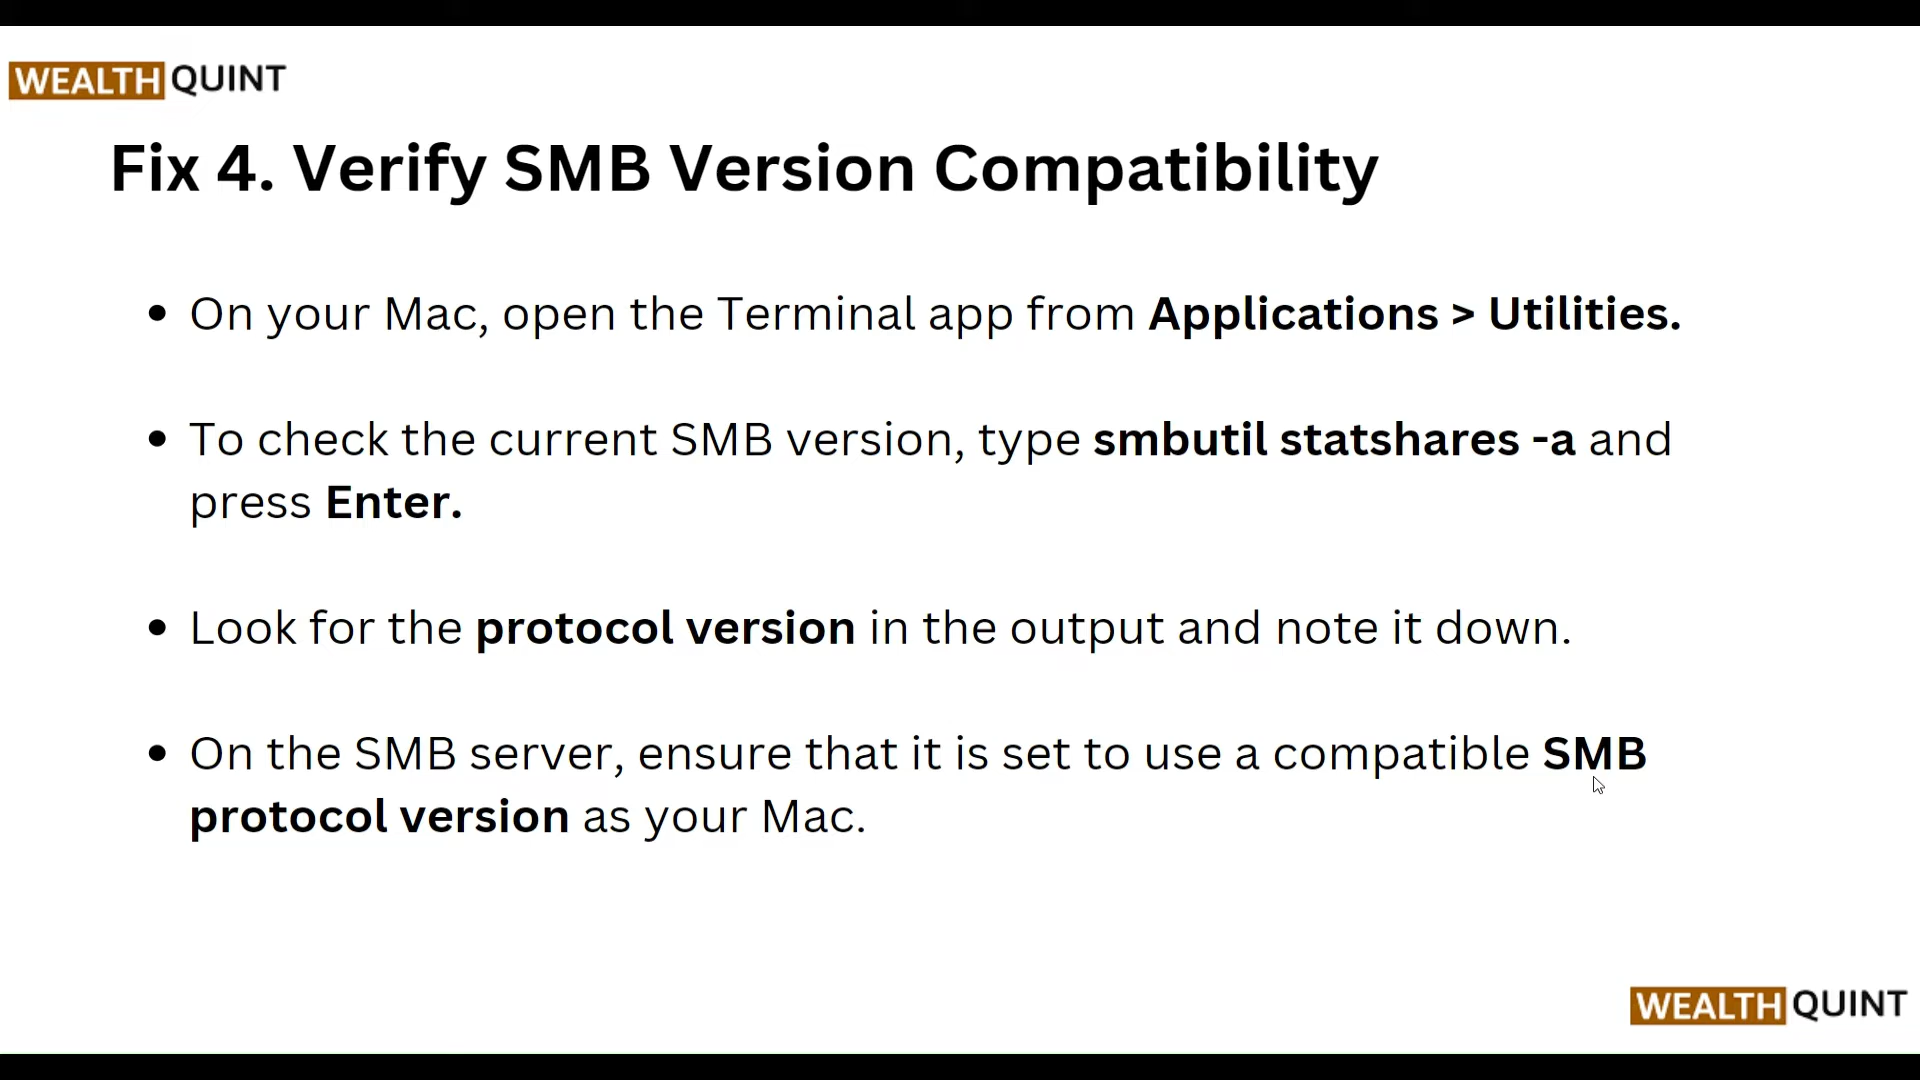 WEALTH QUINT
Fix 4. Verify SMB Version Compatibility
• On your Mac, open the Terminal app from Applications > Utilities.
• To check the current SMB version, type smbutil statshares -a and
press Enter.
• Look for the protocol version in the output and note it down.
• On the SMB server, ensure that it is set to use a compatible SMB
protocol version as your Mac.
WEALTH QUINT